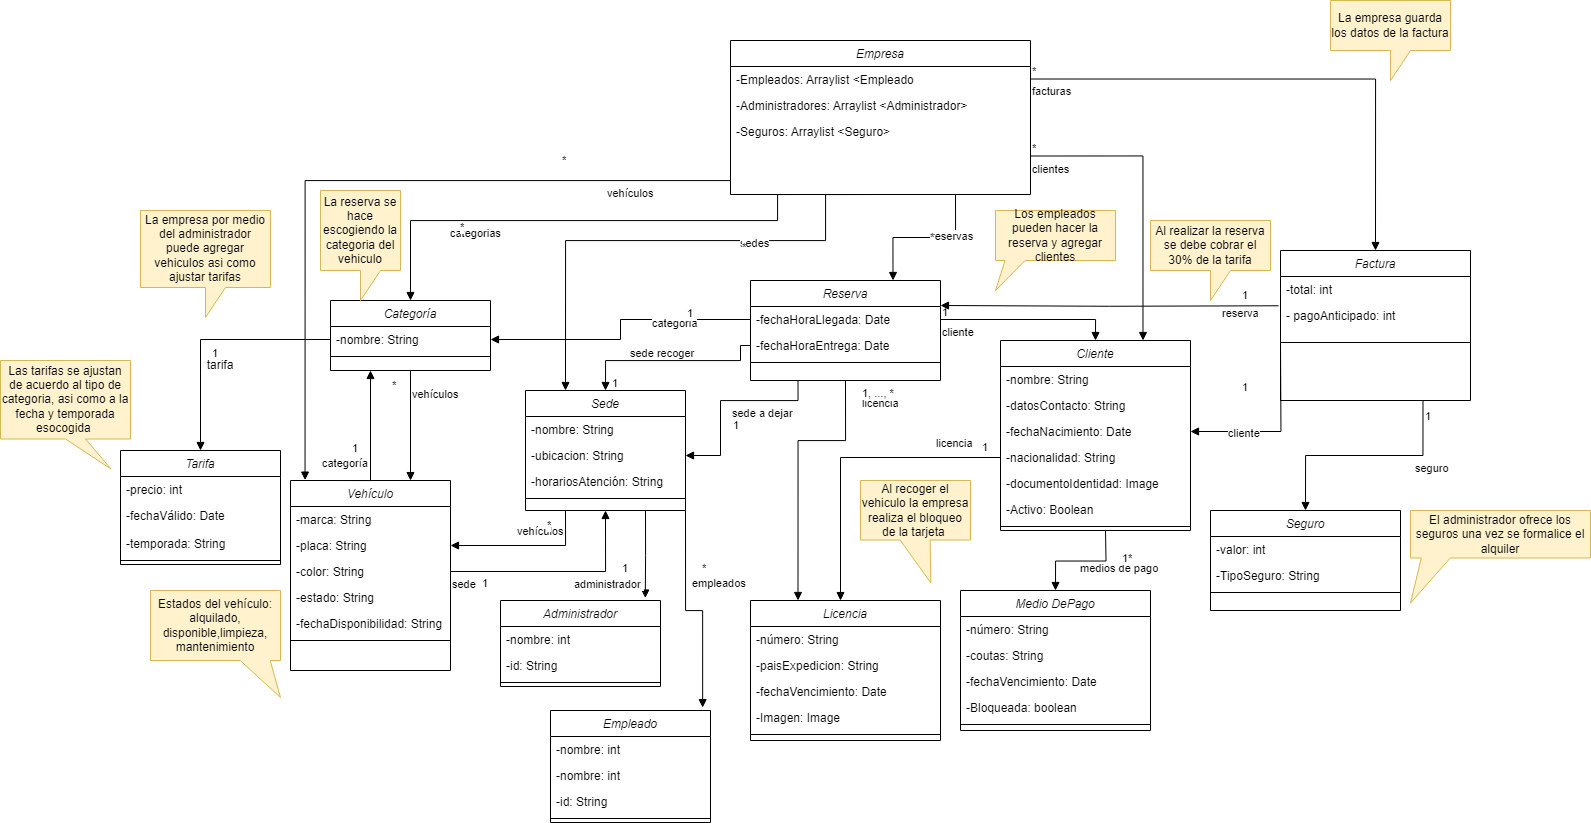 La empresa guarda
los datos de la factura
Empresa
-Empleados: Arraylist <Empleado
-Administradores: Arraylist <Administrador>
-Seguros: Arraylist <Seguro>
*
facturas
*
clientes
*
vehículos
*
categorias
*
sedes
*
reservas
La empresa por medio
del administrador
puede agregar
vehiculos asi como
ajustar tarifas
La reserva se
hace
escogiendo la
categoria del
vehiculo
Los empleados
pueden hacer la
reserva y agregar
clientes
Al realizar la reserva
se debe cobrar el
30% de la tarifa
Factura
-total: int
- pagoAnticipado: int
1
reserva
Categoría
-nombre: String
Reserva
-fechaHoraLlegada: Date
-fechaHoraEntrega: Date
1
categoria
1
cliente
sede recoger
1
1
tarifa
Las tarifas se ajustan
de acuerdo al tipo de
categoria, asi como a la
fecha y temporada
esocogida
*
vehículos
1
categoría
Cliente
-nombre: String
-datosContacto: String
-fechaNacimiento: Date
-nacionalidad: String
-documentoIdentidad: Image
-Activo: Boolean
1
cliente
1
seguro
Sede
-nombre: String
-ubicacion: String
-horariosAtención: String
sede a dejar
1
1, ..., *
licencia
licencia
1
Tarifa
-precio: int
-fechaVálido: Date
-temporada: String
Vehículo
-marca: String
-placa: String
-color: String
-estado: String
-fechaDisponibilidad: String
*
vehículos
sede 1
1
administrador
*
empleados
Al recoger el
vehiculo la empresa
realiza el bloqueo
de la tarjeta
1*
medios de pago
Seguro
-valor: int
-TipoSeguro: String
El administrador ofrece los
seguros una vez se formalice el
alquiler
Estados del vehículo:
alquilado,
disponible,limpieza,
mantenimiento
Administrador
-nombre: int
-id: String
Licencia
-número: String
-paisExpedicion: String
-fechaVencimiento: Date
-Imagen: Image
Medio DePago
-número: String
-coutas: String
-fechaVencimiento: Date
-Bloqueada: boolean
Empleado
-nombre: int
-nombre: int
-id: String